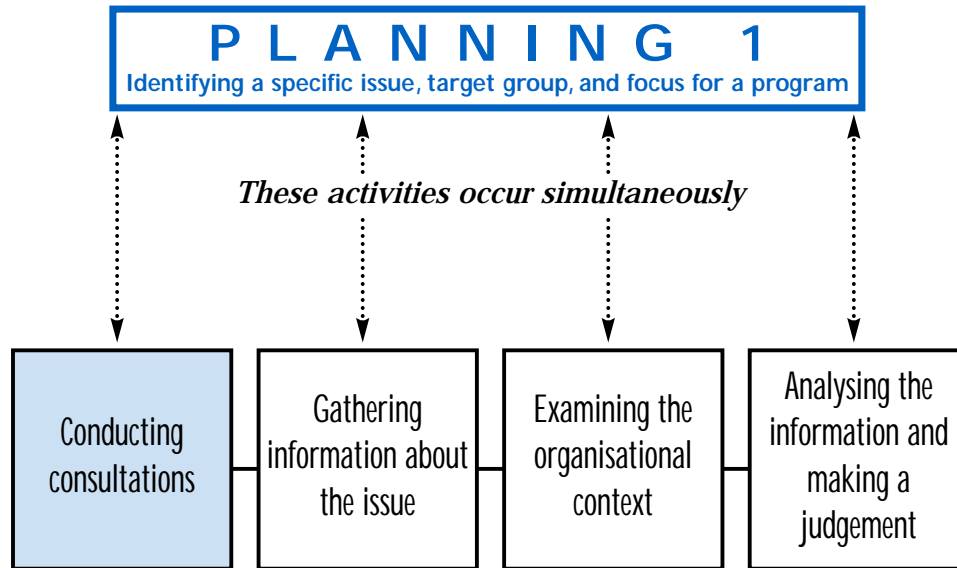 PLANNING 1
Identifying a specific issue, target group, and focus for a program
These activities occur simultaneously
Conducting
consultations
Gathering
information about
the issue
Examining the
organisational
context
Analysing the
information and
making a
judgement